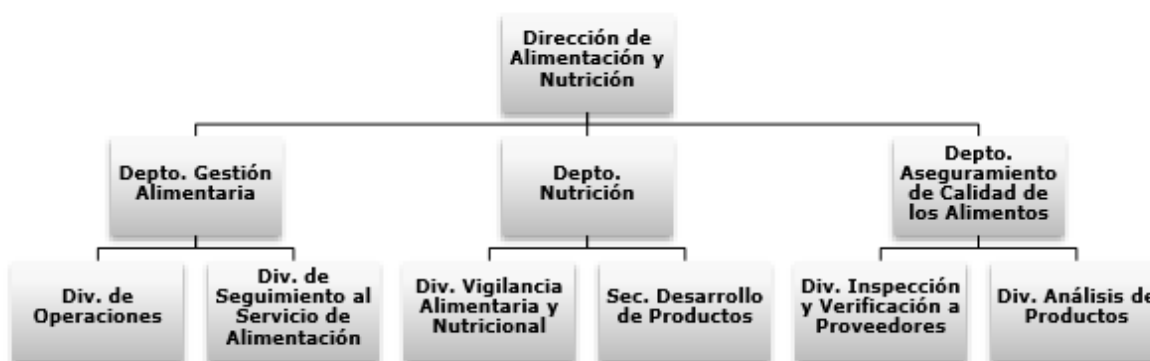 Dirección de
Alimentación y
Nutrición
Depto. Gestión
Alimentaria
Depto.
Nutrición
Depto.
Aseguramiento
de Calidad de
los Alimentos
Div. de
Operaciones
Div. de
Seguimiento al
Servicio de
Alimentación
Div. Vigilancia
Alimentaria y
Nutricional
Sec. Desarrollo
de Productos
Div. Inspección
y Verificación a
Proveedores
Div. Análisis de
Productos